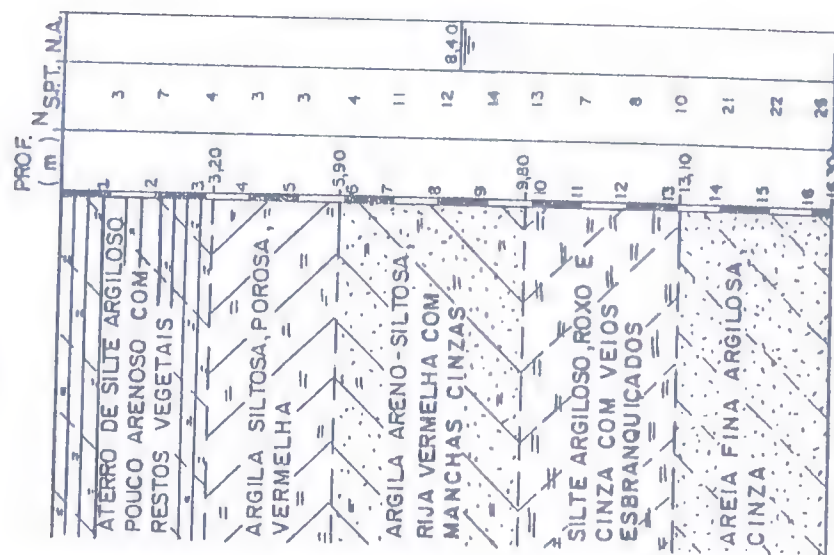 PROF. (m)
N S.P.T.
N.A.
ATERRO DE SILTE ARGILOSO
POUCO ARENOSO COM
RESTOS VEGETAIS
ARGILA SILTOSA, POROSA,
VERMELHA
ARGILA ARENO-SILTOSA,
RIJA VERMELHA COM
MANCHAS CINZAS
SILTE ARGILOSO, ROXO E
CINZA COM VEIOS
ESBRANQUIÇADOS
AREIA FINA ARGILOSA,
CINZA
1
2
3
3,20
4
5
5,90
6
7
8
9
9,80
10
11
12
13
13,10
14
15
16
3
7
4
3
3
4
11
12
14
13
7
8
10
21
22
8,40